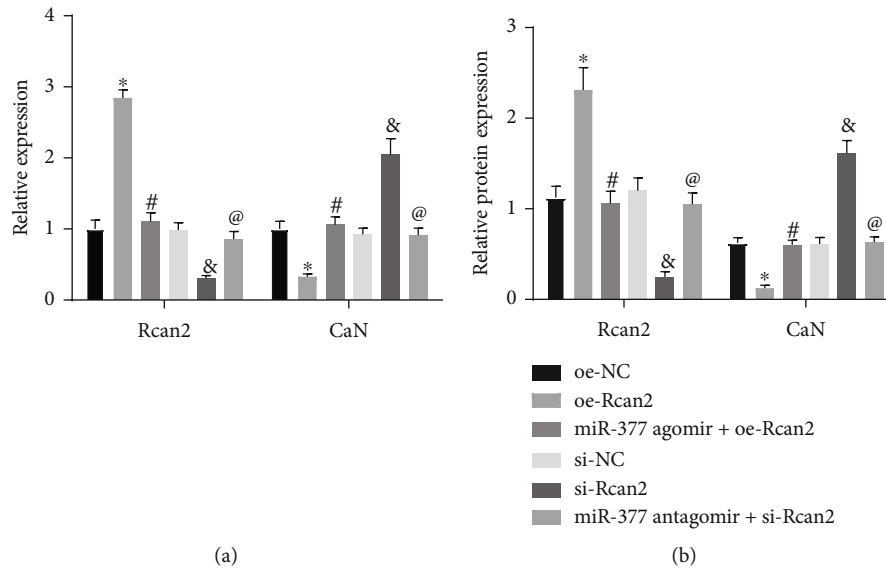 Relative expression
4
3
2
1
0
*
#
&
@
*
#
&
@
Rcan2
CaN
(a)
Relative protein expression
3
2
1
0
*
#
&
@
*
#
&
@
Rcan2
CaN
oe-NC
oe-Rcan2
miR-377 agomir + oe-Rcan2
si-NC
si-Rcan2
miR-377 antagomir + si-Rcan2
(b)